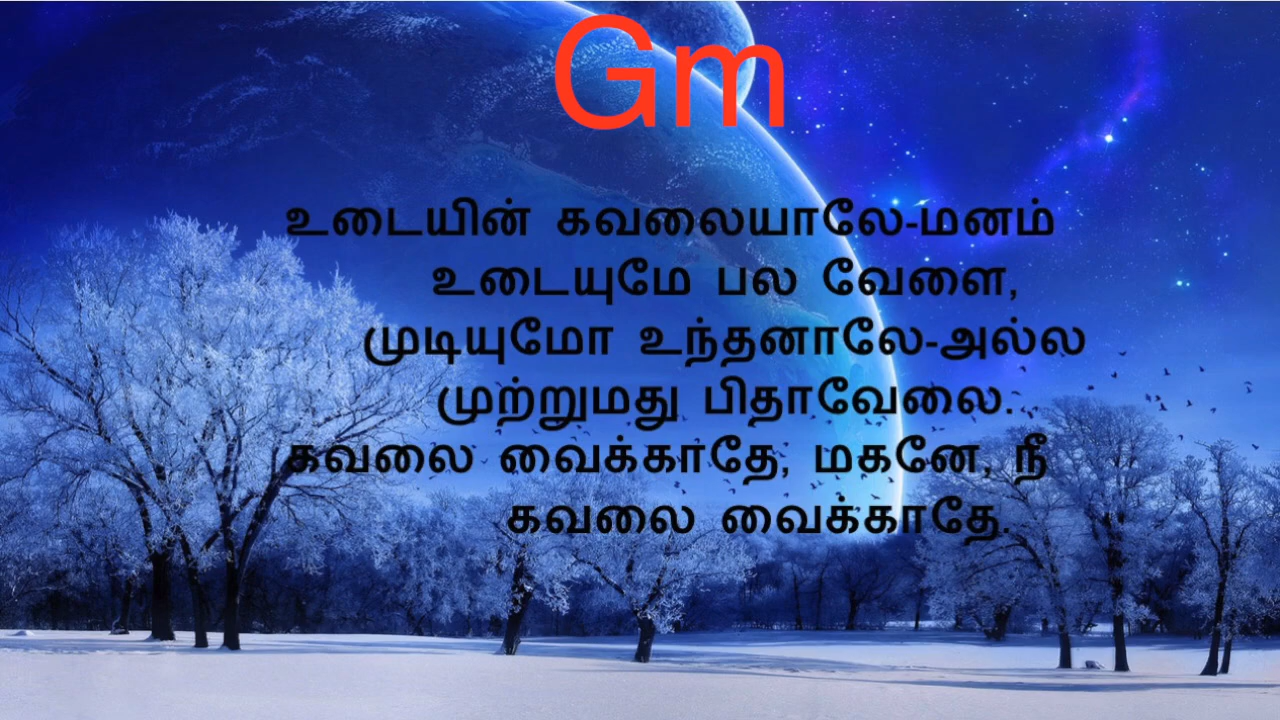 Gm
உடையின் கவலையாலே-மனம்
உடையுமே பல வேளை,
முடியுமோ உந்தனாலே-அல்ல
முற்றுமது பிதாவேலை.
கவலை வைக்காதே, மகனே, நீ
கவலை வைக்காதே.